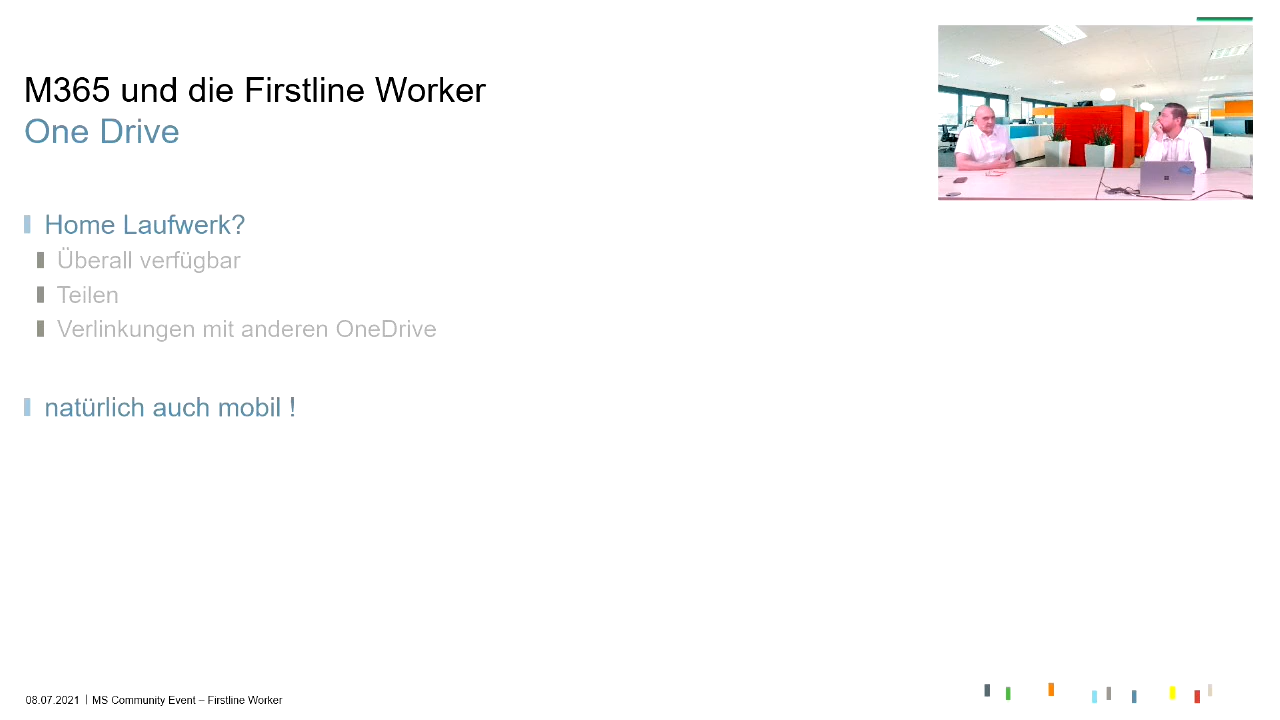 M365 und die Firstline Worker
One Drive
Home Laufwerk?
Überall verfügbar
Teilen
Verlinkungen mit anderen OneDrive
natürlich auch mobil !
08.07.2021 | MS Community Event – Firstline Worker